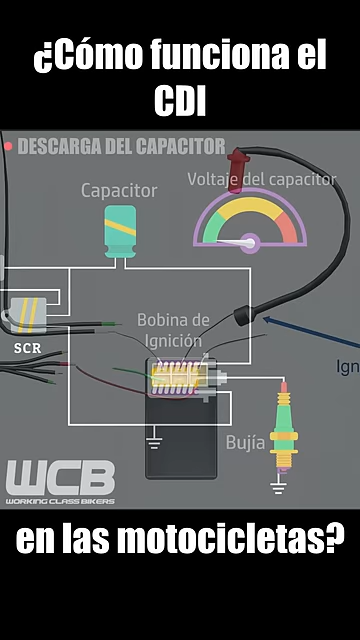 ¿Cómo funciona el
CDI
DESCARGA DEL CAPACITOR
Capacitor
Voltaje del capacitor
Bobina de
Ignición
SCR
Ign
Bujía
WCB
WORKING CLASS BIKERS
en las motocicletas?